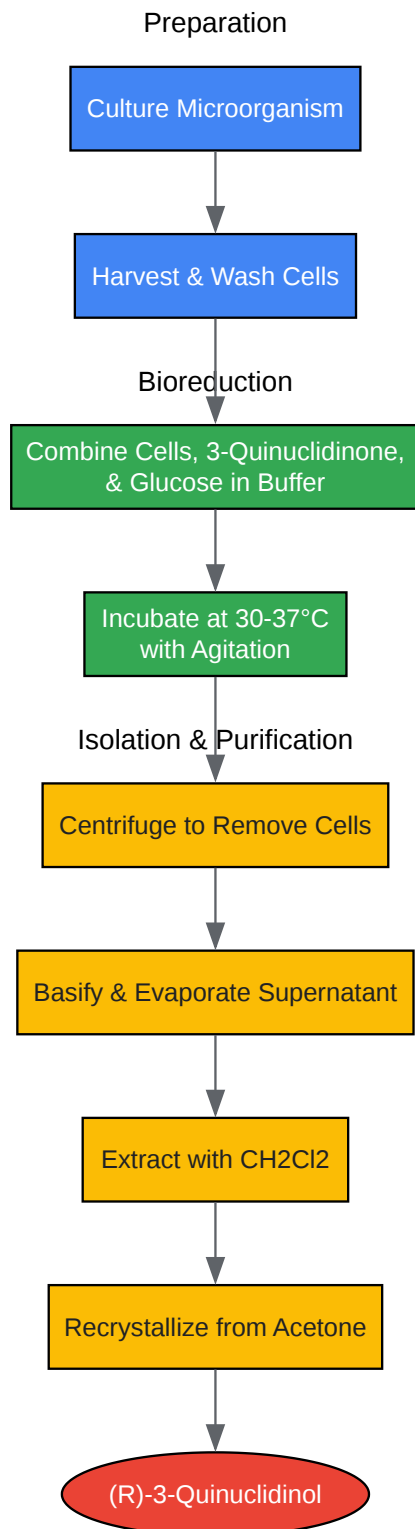 Preparation
Culture Microorganism
Harvest & Wash Cells
Bioreduction
Combine Cells, 3-Quinuclidinone,
& Glucose in Buffer
Incubate at 30-37°C
with Agitation
Isolation & Purification
Centrifuge to Remove Cells
Basify & Evaporate Supernatant
Extract with CH2Cl2
Recrystallize from Acetone
(R)-3-Quinuclidinol